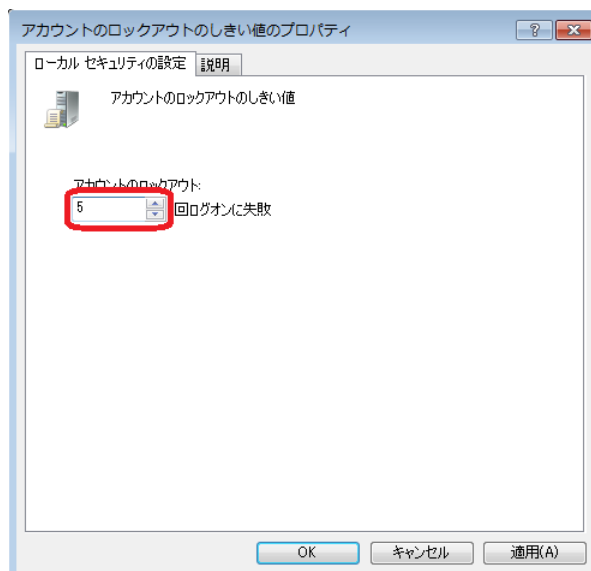 アカウントのロックアウトのしきい値のプロパティ
ローカル セキュリティの設定 説明
アカウントのロックアウトのしきい値
アカウントのロックアウト:
5 回ログオンに失敗
OK キャンセル 適用(A)